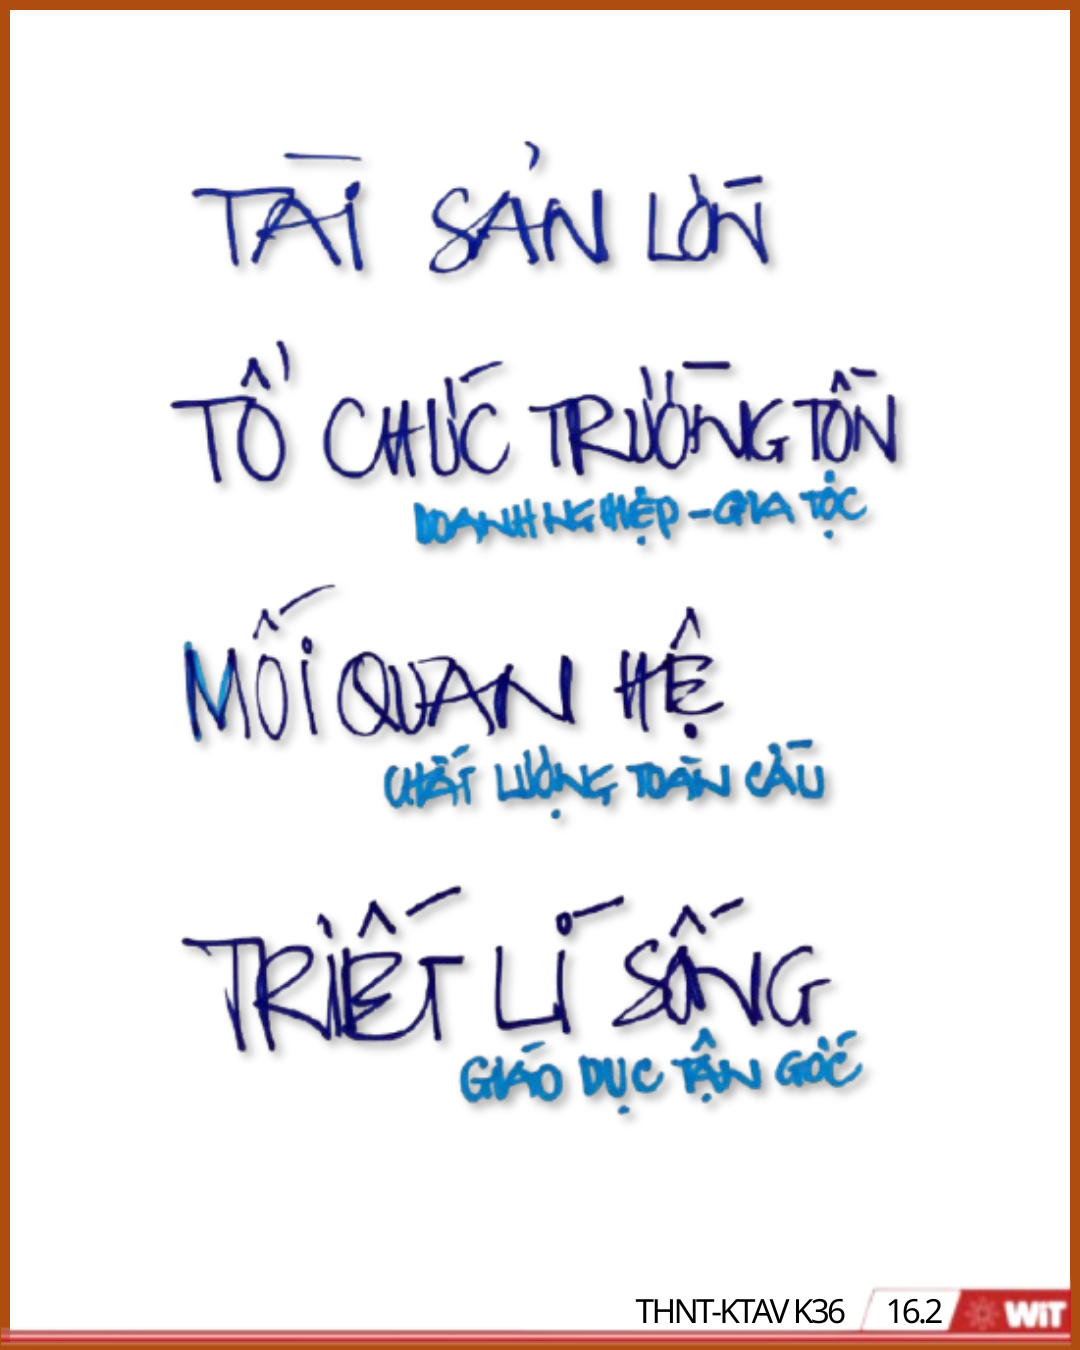 TÀI SẢN LỚN
TỔ CHỨC TRƯỜNG TỒN
DOANH NGHIỆP - GIA TỘC
MỐI QUAN HỆ
CHẤT LƯỢNG TOÀN CẦU
TRIẾT LÍ SỐNG
GIÁO DỤC TẬN GỐC
THNT-KTAV K36 16.2 WiT